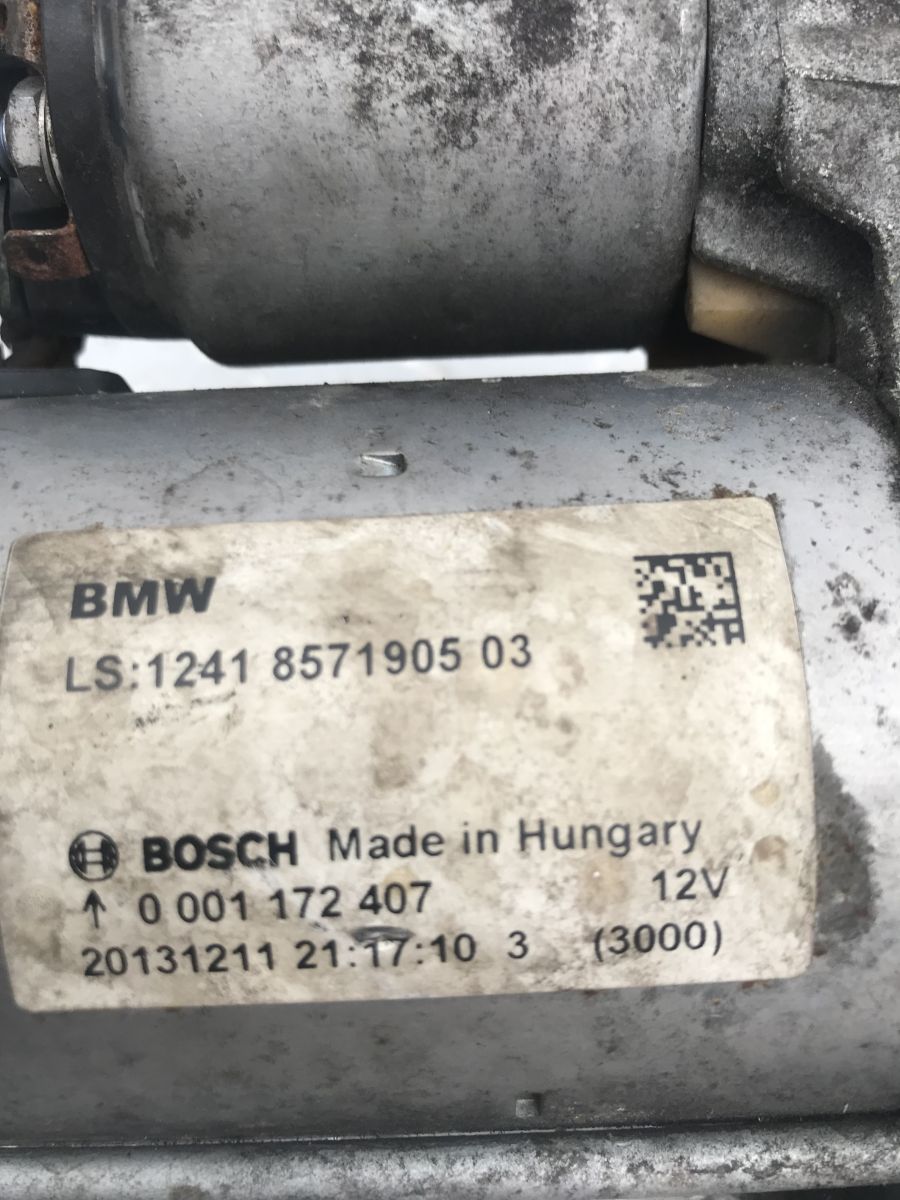 BMW
LS:1241 8571905 03
BOSCH Made in Hungary
↑ 0 001 172 407 12V
20131211 21:17:10 3 (3000)